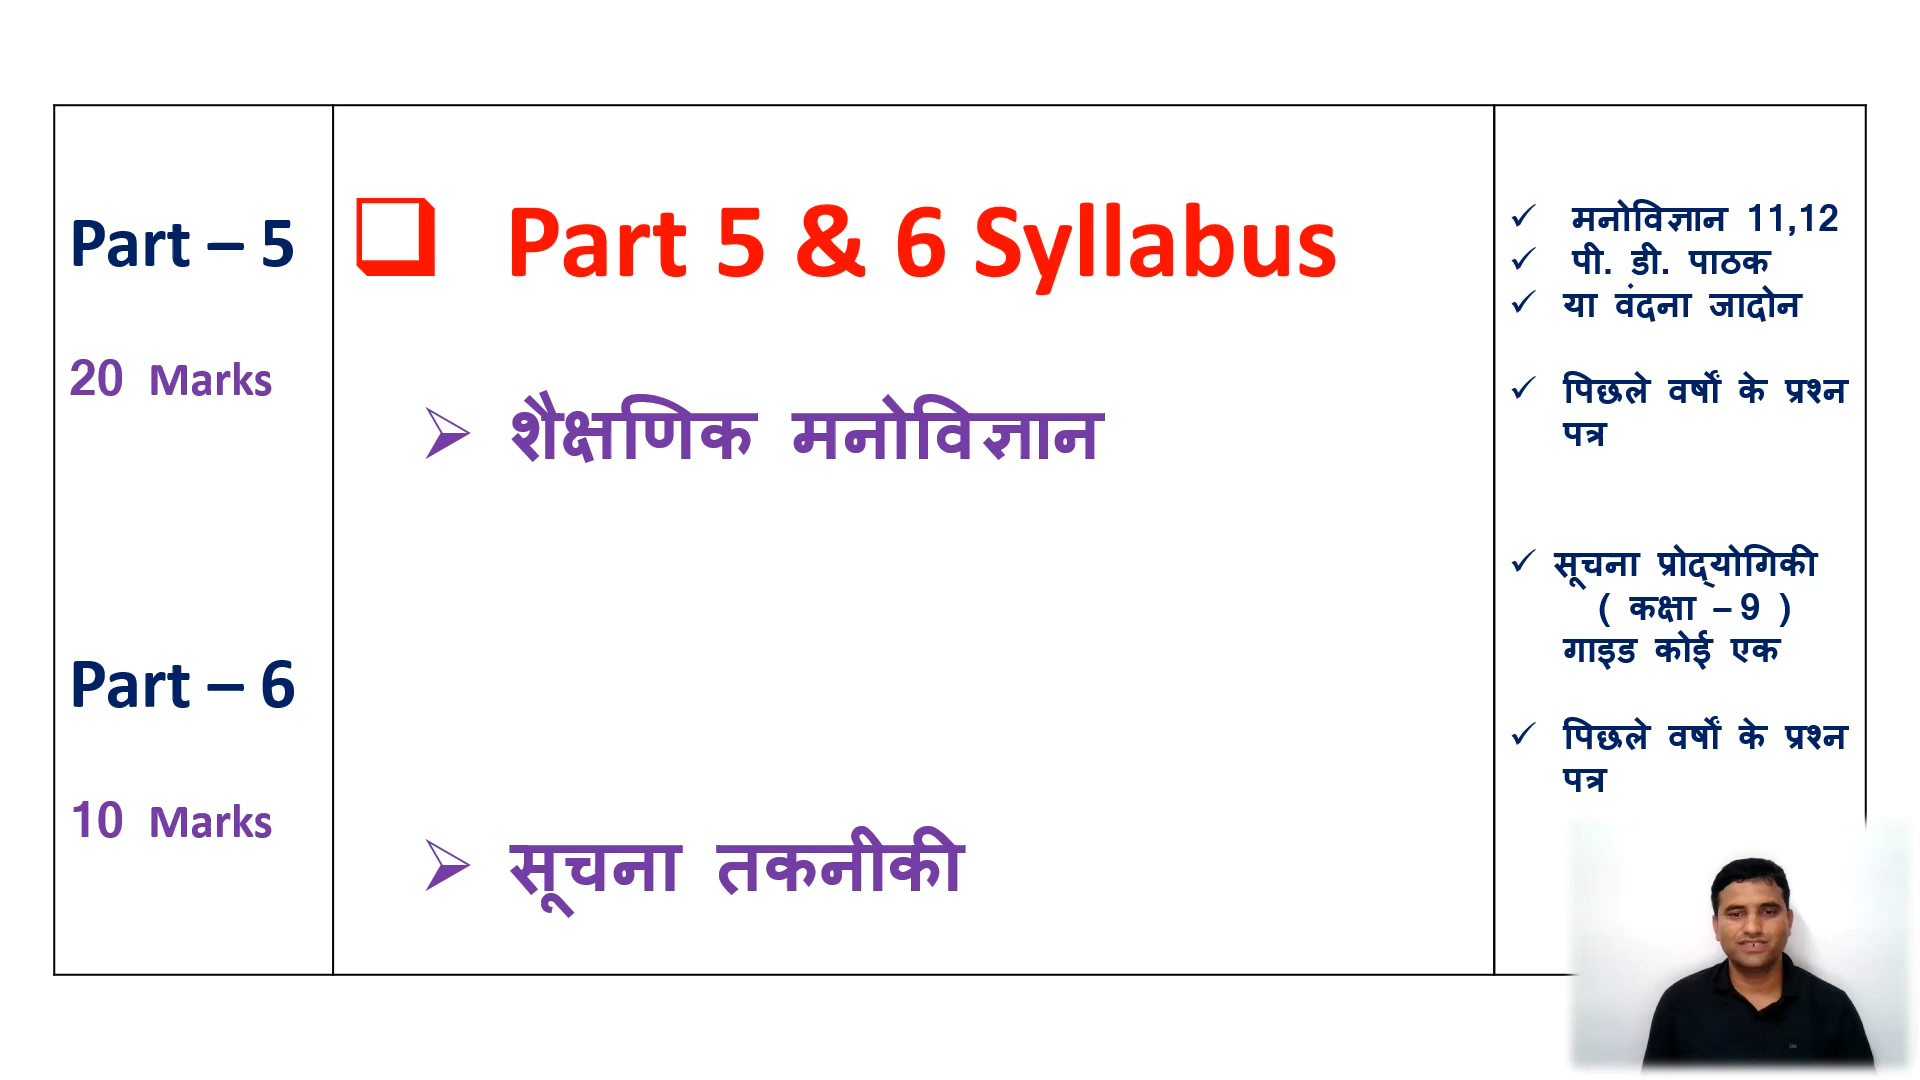 Part – 5
20 Marks
Part – 6
10 Marks
❑ Part 5 & 6 Syllabus
➢ शैक्षणिक मनोविज्ञान
➢ सूचना तकनीकी
✓ मनोविज्ञान 11,12
✓ पी. डी. पाठक
✓ या वंदना जादोन
✓ पिछले वर्षों के प्रश्न
पत्र
✓ सूचना प्रोद्योगिकी
( कक्षा – 9 )
गाइड कोई एक
✓ पिछले वर्षों के प्रश्न
पत्र